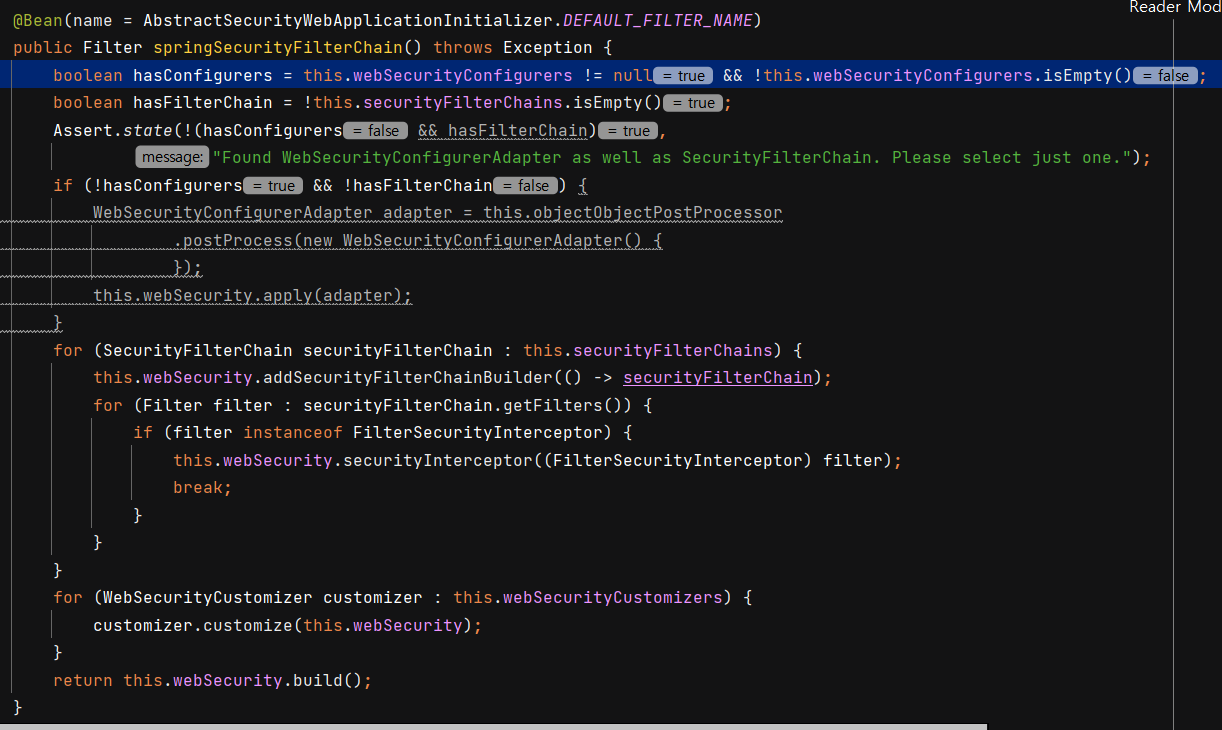 Reader Mod
@Bean(name = AbstractSecurityWebApplicationInitializer.DEFAULT_FILTER_NAME)
public Filter springSecurityFilterChain() throws Exception {
boolean hasConfigurers = this.webSecurityConfigurers != null = true && !this.webSecurityConfigurers.isEmpty() = false ;
boolean hasFilterChain = !this.securityFilterChains.isEmpty() = true ;
Assert.state(!(hasConfigurers = false && hasFilterChain) = true ,
message: "Found WebSecurityConfigurerAdapter as well as SecurityFilterChain. Please select just one.");
if (!hasConfigurers = true && !hasFilterChain = false ) {
WebSecurityConfigurerAdapter adapter = this.objectObjectPostProcessor
.postProcess(new WebSecurityConfigurerAdapter() {
});
this.webSecurity.apply(adapter);
}
for (SecurityFilterChain securityFilterChain : this.securityFilterChains) {
this.webSecurity.addSecurityFilterChainBuilder(() -> securityFilterChain);
for (Filter filter : securityFilterChain.getFilters()) {
if (filter instanceof FilterSecurityInterceptor) {
this.webSecurity.securityInterceptor((FilterSecurityInterceptor) filter);
break;
}
}
}
for (WebSecurityCustomizer customizer : this.webSecurityCustomizers) {
customizer.customize(this.webSecurity);
}
return this.webSecurity.build();
}